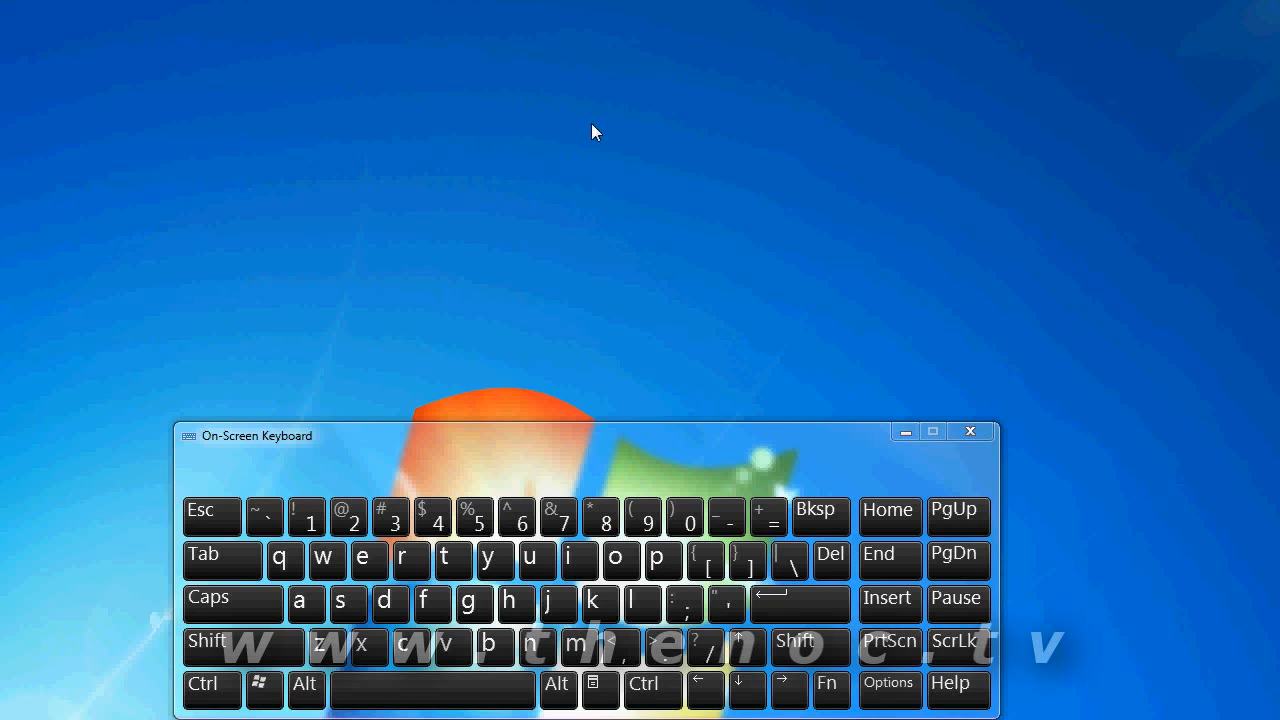 On-Screen Keyboard
Esc ~ ` ! 1 @ 2 # 3 $ 4 % 5 ^ 6 & 7 * 8 ( 9 ) 0 _ - + = Bksp Home PgUp
Tab q w e r t y u i o p { [ } ] | \ Del End PgDn
Caps a s d f g h j k l : ; " ' Insert Pause
Shift z x c v b n m < , > . ? / ↑ Shift PrtScn ScrLk
www.thenoc.tv
Ctrl Alt Alt Ctrl ← ↓ → Fn Options Help